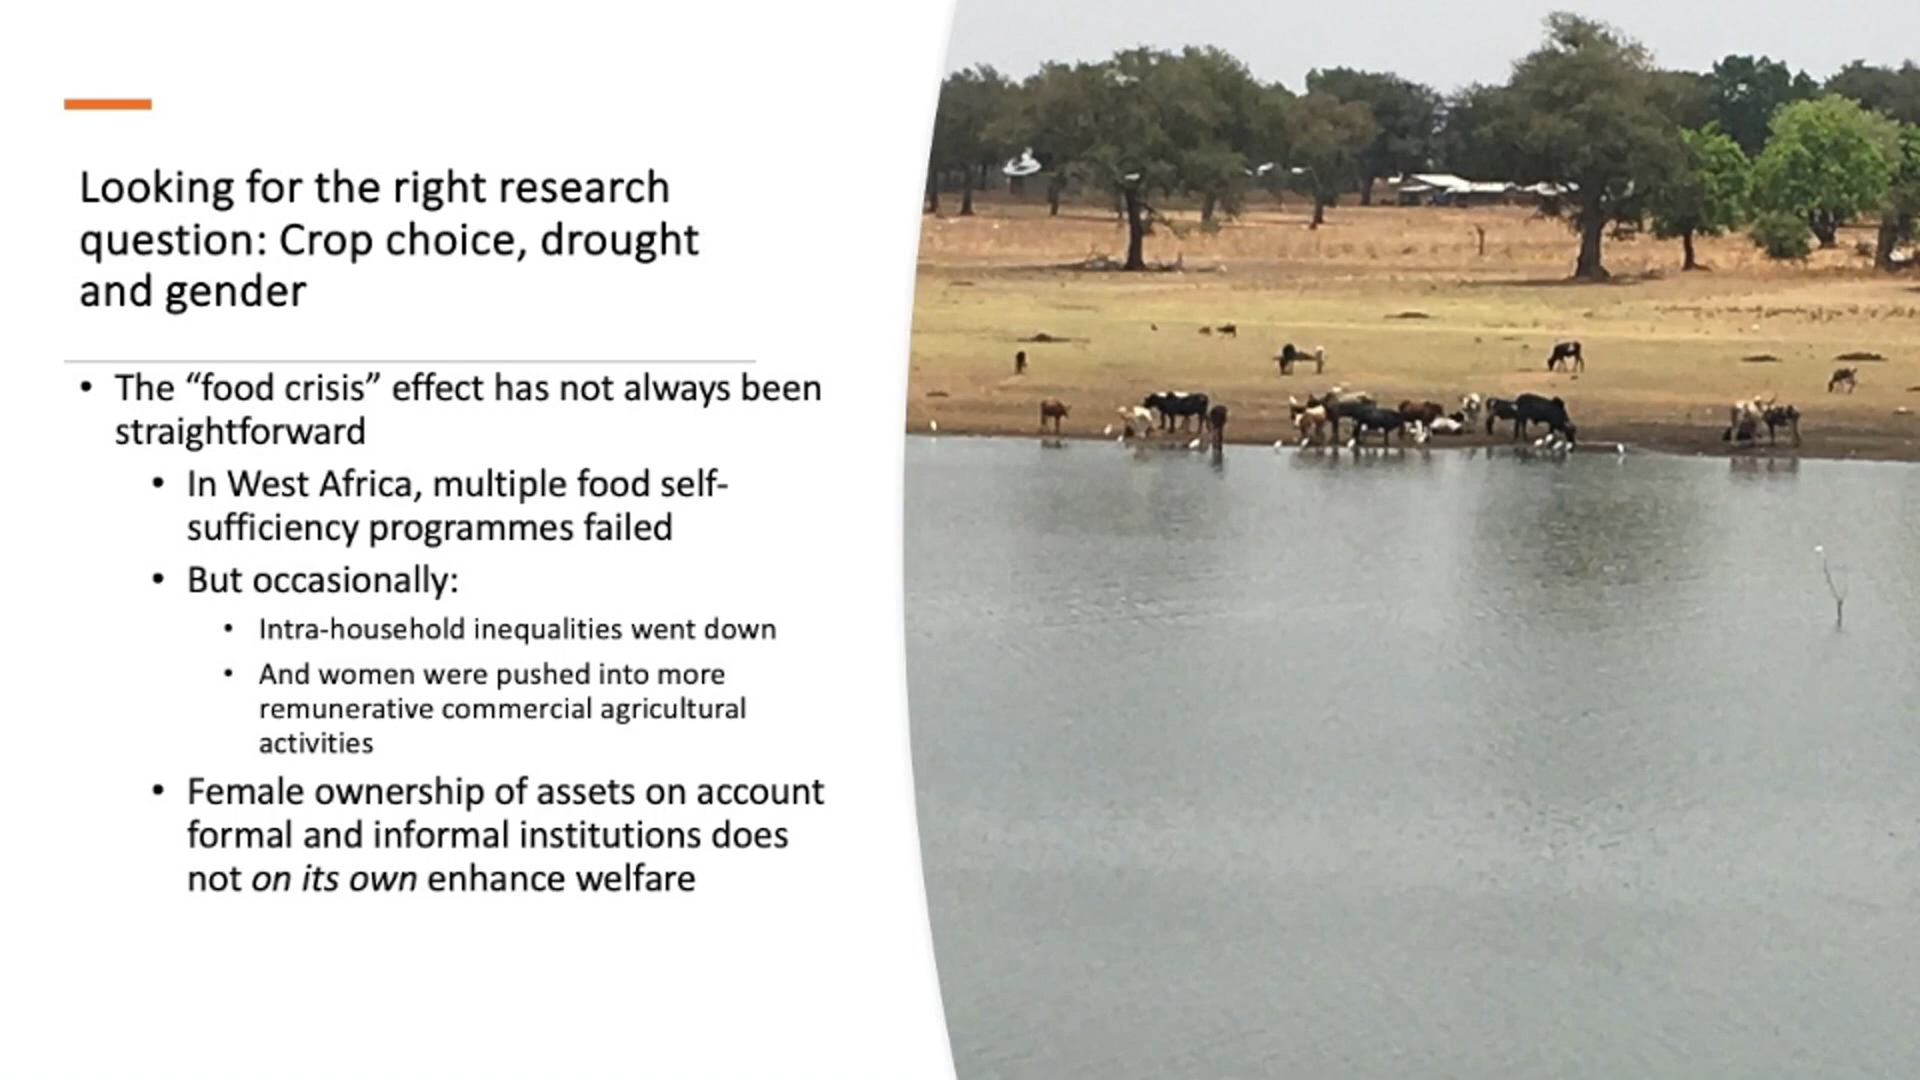 Looking for the right research
question: Crop choice, drought
and gender
• The “food crisis” effect has not always been
straightforward
• In West Africa, multiple food self-
sufficiency programmes failed
• But occasionally:
• Intra-household inequalities went down
• And women were pushed into more
remunerative commercial agricultural
activities
• Female ownership of assets on account
formal and informal institutions does
not on its own enhance welfare